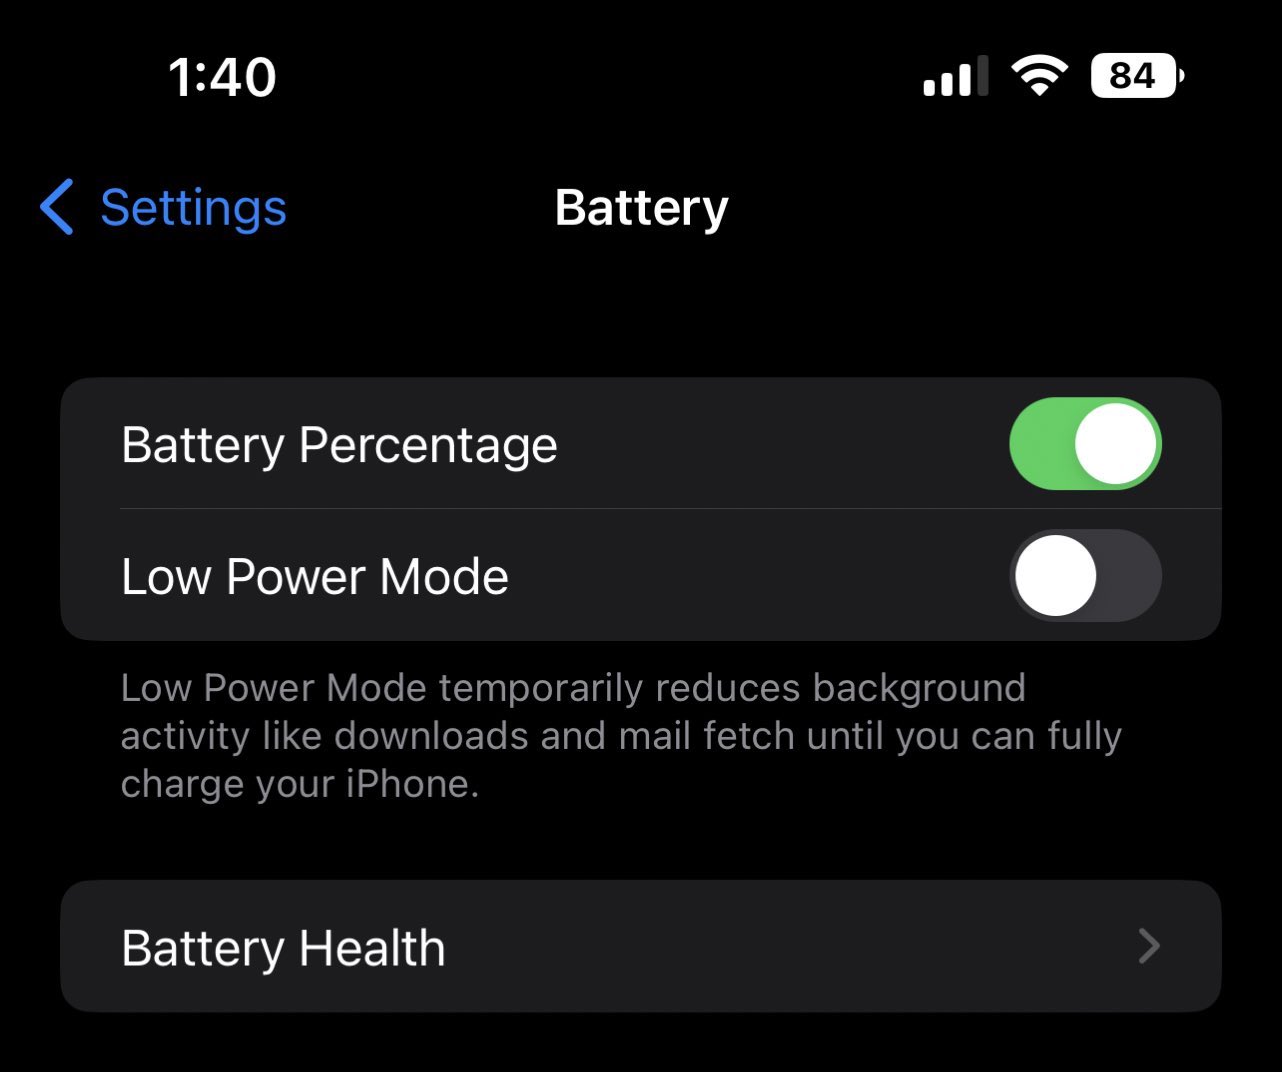 1:40
84
Settings
Battery
Battery Percentage
Low Power Mode
Low Power Mode temporarily reduces background
activity like downloads and mail fetch until you can fully
charge your iPhone.
Battery Health